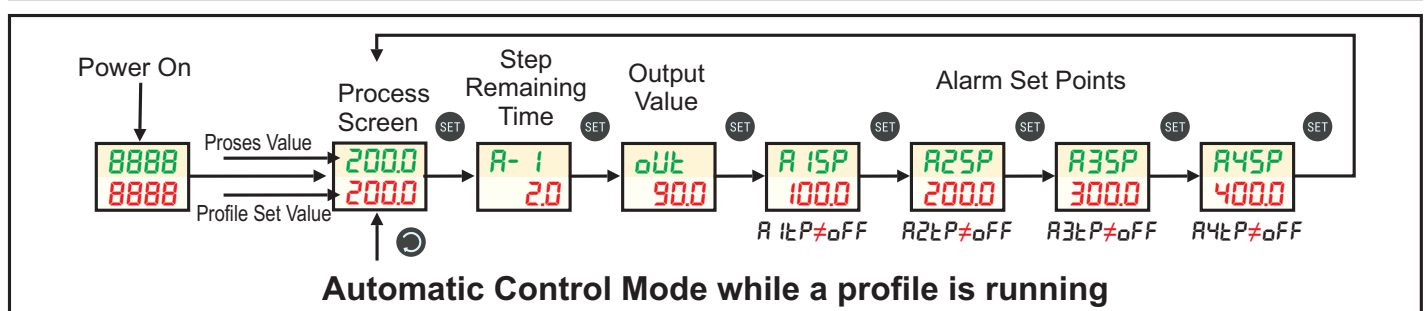 Power On
Process
Screen
SET
Step
Remaining
Time
SET
Output
Value
SET
Alarm Set Points
SET
SET
SET
SET
8888
8888
Proses Value
Profile Set Value
200.0
200.0
A- 1
2.0
oUt
90.0
A1SP
100.0
A2SP
200.0
A3SP
300.0
A4SP
400.0
A1tP≠oFF
A2tP≠oFF
A3tP≠oFF
A4tP≠oFF
Automatic Control Mode while a profile is running